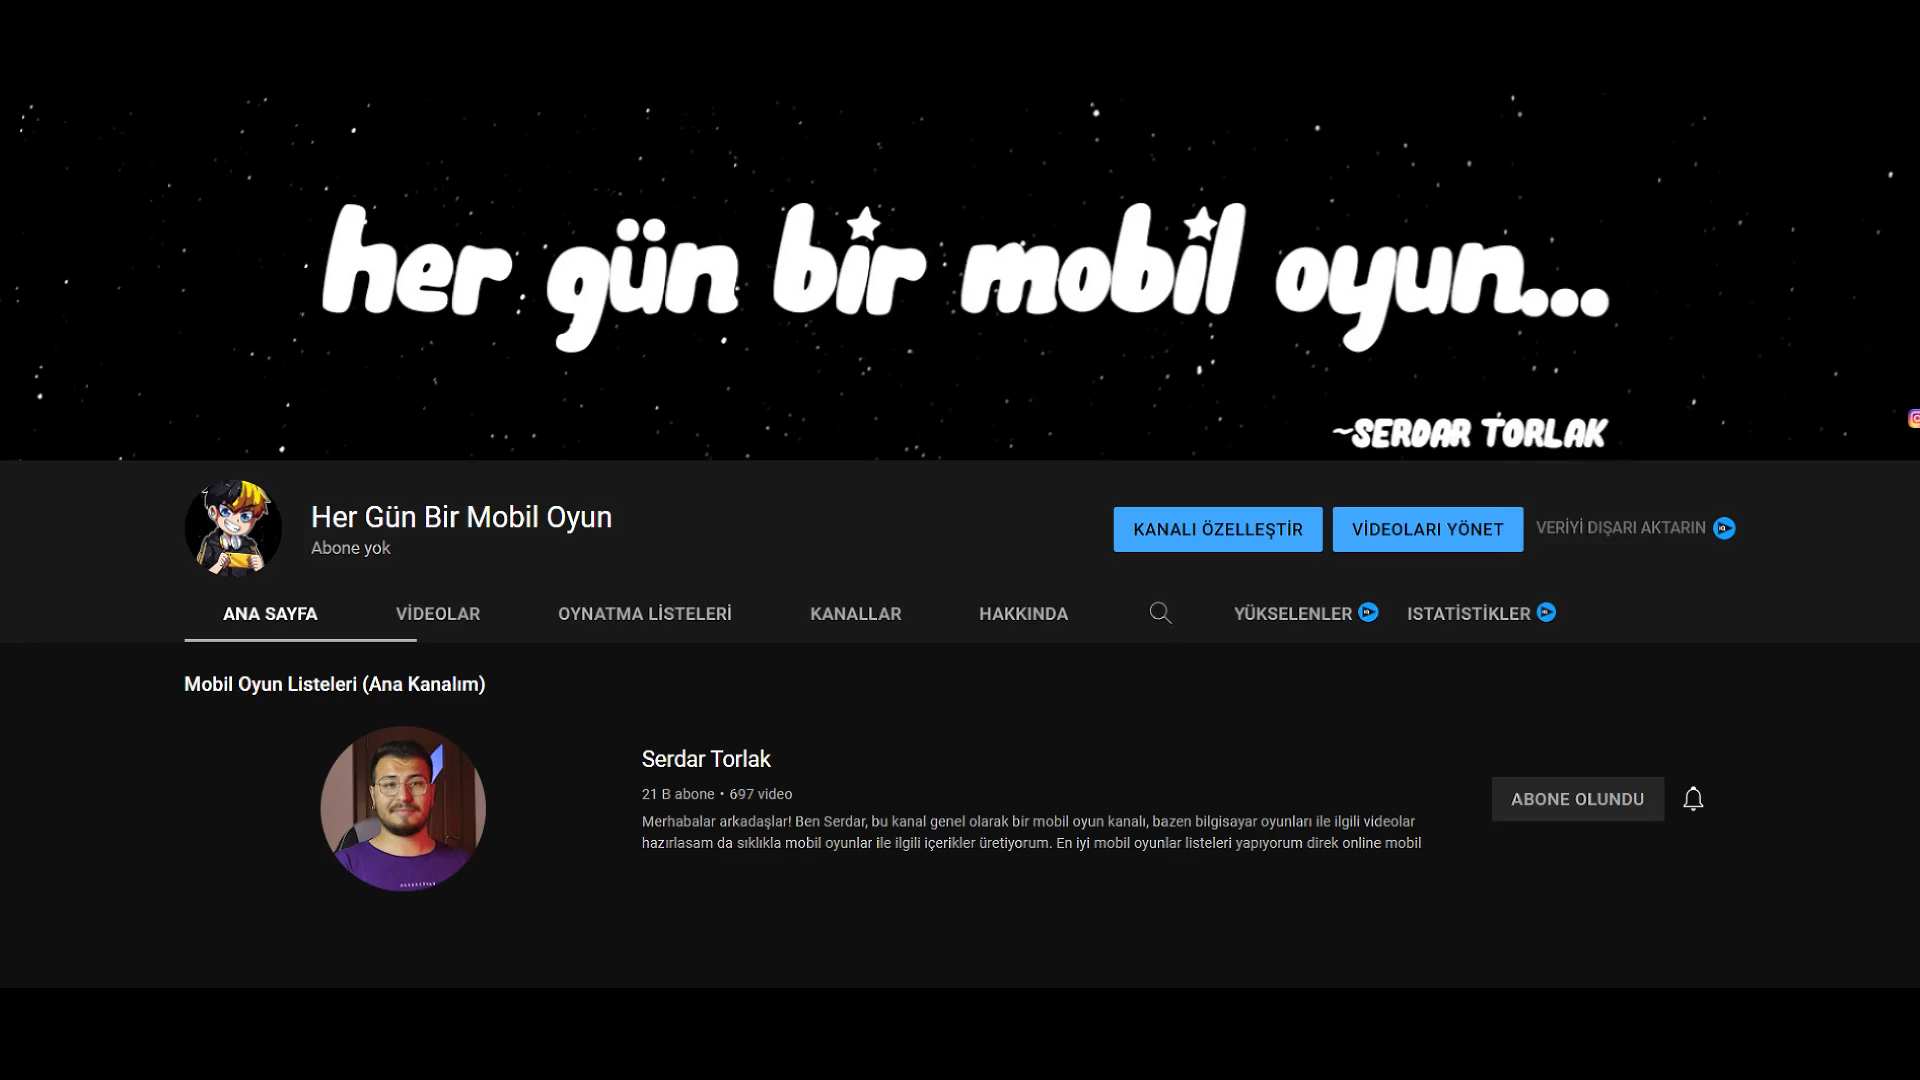 her gün bir mobil oyun...
~SERDAR TORLAK
Her Gün Bir Mobil Oyun
Abone yok
KANALI ÖZELLEŞTİR
VİDEOLARI YÖNET
VERİYİ DIŞARI AKTARIN
ANA SAYFA
VİDEOLAR
OYNATMA LİSTELERİ
KANALLAR
HAKKINDA
YÜKSELENLER
ISTATİSTİKLER
Mobil Oyun Listeleri (Ana Kanalım)
Serdar Torlak
21 B abone • 697 video
Merhabalar arkadaşlar! Ben Serdar, bu kanal genel olarak bir mobil oyun kanalı, bazen bilgisayar oyunları ile ilgili videolar
hazırlasam da sıklıkla mobil oyunlar ile ilgili içerikler üretiyorum. En iyi mobil oyunlar listeleri yapıyorum direk online mobil
ABONE OLUNDU